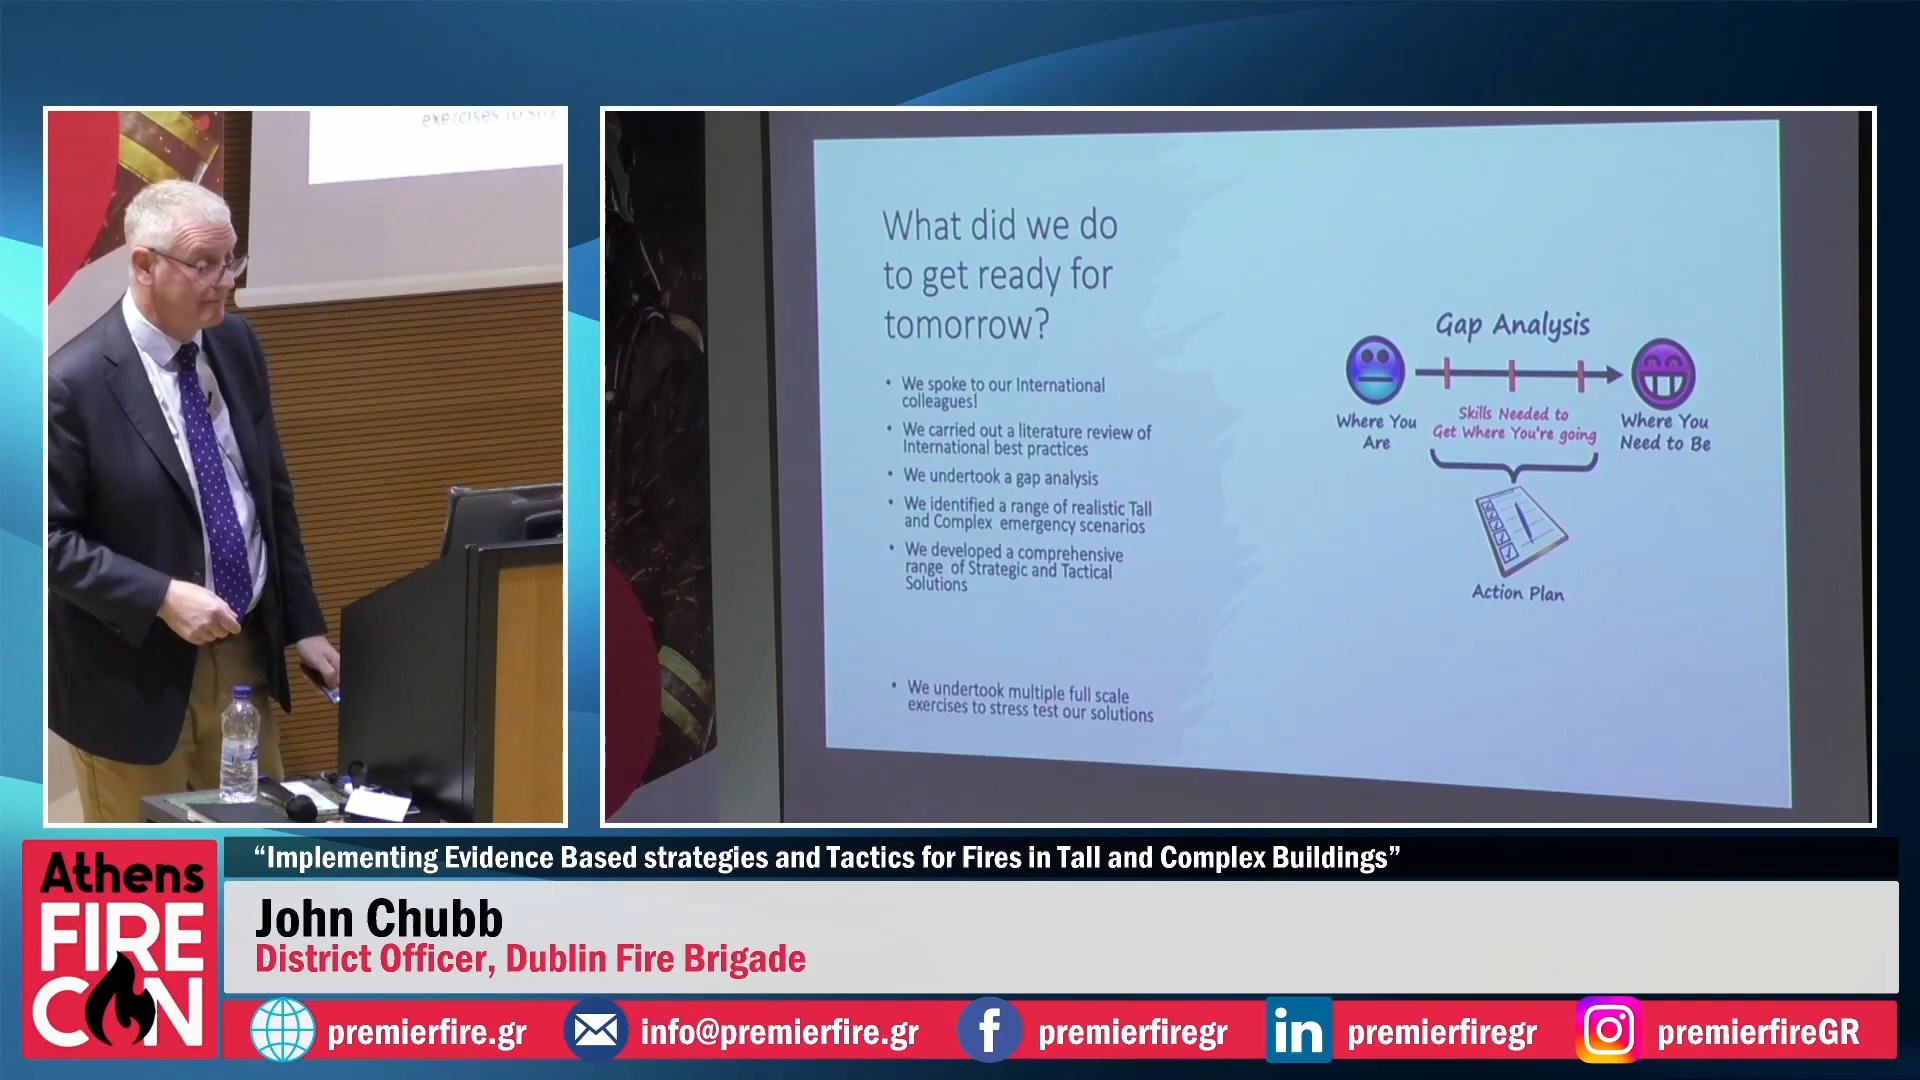 exercises to stre
What did we do
to get ready for
tomorrow?
• We spoke to our International
colleagues!
• We carried out a literature review of
International best practices
• We undertook a gap analysis
• We identified a range of realistic Tall
and Complex emergency scenarios
• We developed a comprehensive
range of Strategic and Tactical
Solutions
• We undertook multiple full scale
exercises to stress test our solutions
Gap Analysis
Where You
Are
Skills Needed to
Get Where You're going
Where You
Need to Be
Action Plan
“Implementing Evidence Based strategies and Tactics for Fires in Tall and Complex Buildings”
John Chubb
District Officer, Dublin Fire Brigade
Athens
FIRE
CON
premierfire.gr
info@premierfire.gr
f
premierfiregr
in
premierfiregr
premierfireGR